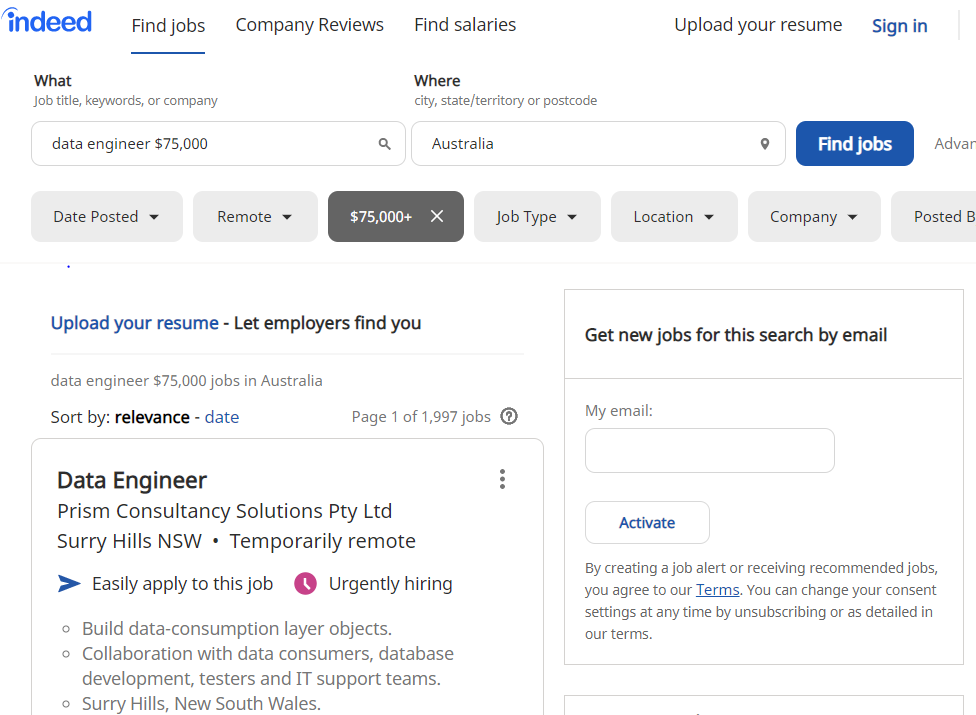 indeed
Find jobs
Company Reviews
Find salaries
Upload your resume
Sign in
What
Job title, keywords, or company
Where
city, state/territory or postcode
data engineer $75,000
Australia
Find jobs
Advan
Date Posted
Remote
$75,000+
Job Type
Location
Company
Posted B
Upload your resume - Let employers find you
data engineer $75,000 jobs in Australia
Sort by: relevance - date
Page 1 of 1,997 jobs
Data Engineer
Prism Consultancy Solutions Pty Ltd
Surry Hills NSW • Temporarily remote
Easily apply to this job
Urgently hiring
Build data-consumption layer objects.
Collaboration with data consumers, database
development, testers and IT support teams.
Surry Hills, New South Wales.
Get new jobs for this search by email
My email:
Activate
By creating a job alert or receiving recommended jobs,
you agree to our Terms. You can change your consent
settings at any time by unsubscribing or as detailed in
our terms.